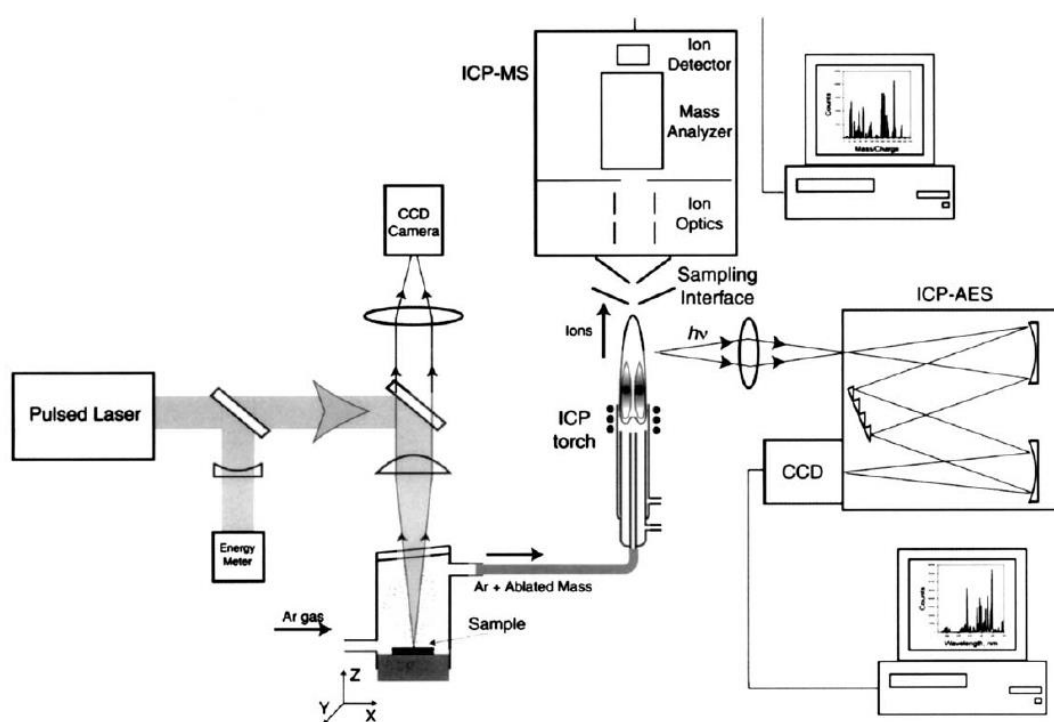 ICP-MS
Ion
Detector
Mass
Analyzer
Ion
Optics
Counts
Mass/Charge
CCD
Camera
Sampling
Interface
Ions
hν
ICP-AES
Pulsed Laser
ICP
torch
CCD
Energy
Meter
Ar + Ablated Mass
Ar gas
Sample
Z
Y
X
Counts
Wavelength, nm